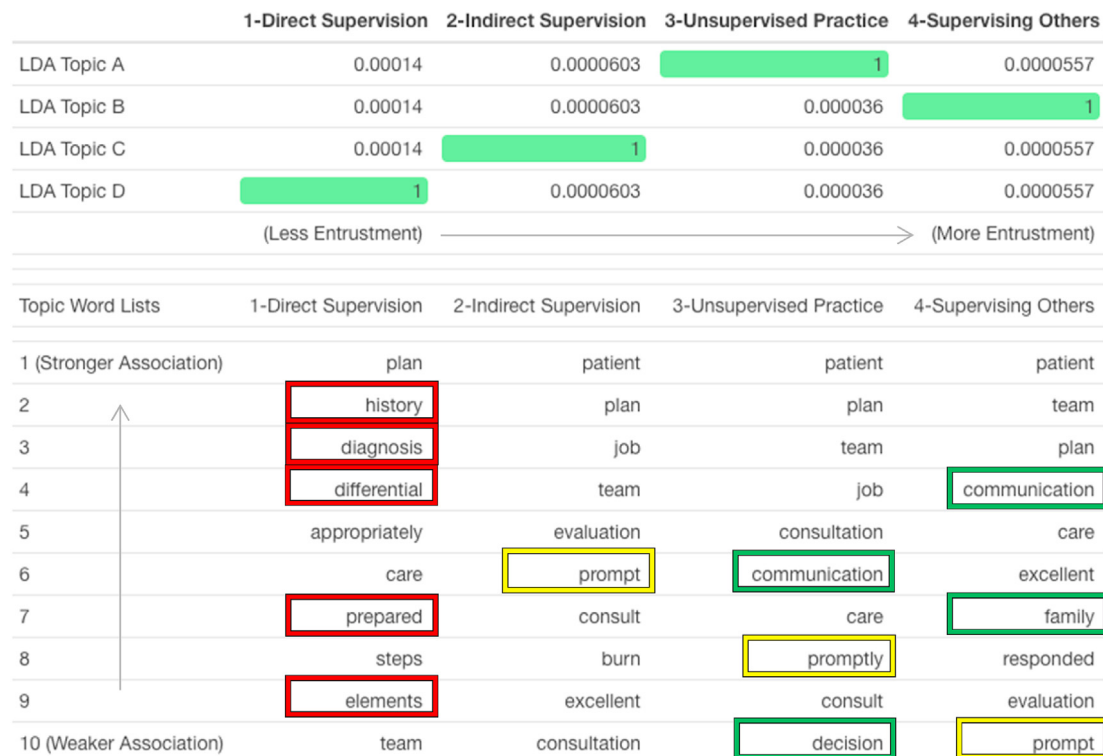 1-Direct Supervision 2-Indirect Supervision 3-Unsupervised Practice 4-Supervising Others
LDA Topic A 0.00014 0.0000603 1 0.0000557
LDA Topic B 0.00014 0.0000603 0.000036 1
LDA Topic C 0.00014 1 0.000036 0.0000557
LDA Topic D 1 0.0000603 0.000036 0.0000557
(Less Entrustment) (More Entrustment)
Topic Word Lists 1-Direct Supervision 2-Indirect Supervision 3-Unsupervised Practice 4-Supervising Others
1 (Stronger Association) plan patient patient patient
2 history plan plan team
3 diagnosis job team plan
4 differential team job communication
5 appropriately evaluation consultation care
6 care prompt communication excellent
7 prepared consult care family
8 steps burn promptly responded
9 elements excellent consult evaluation
10 (Weaker Association) team consultation decision prompt